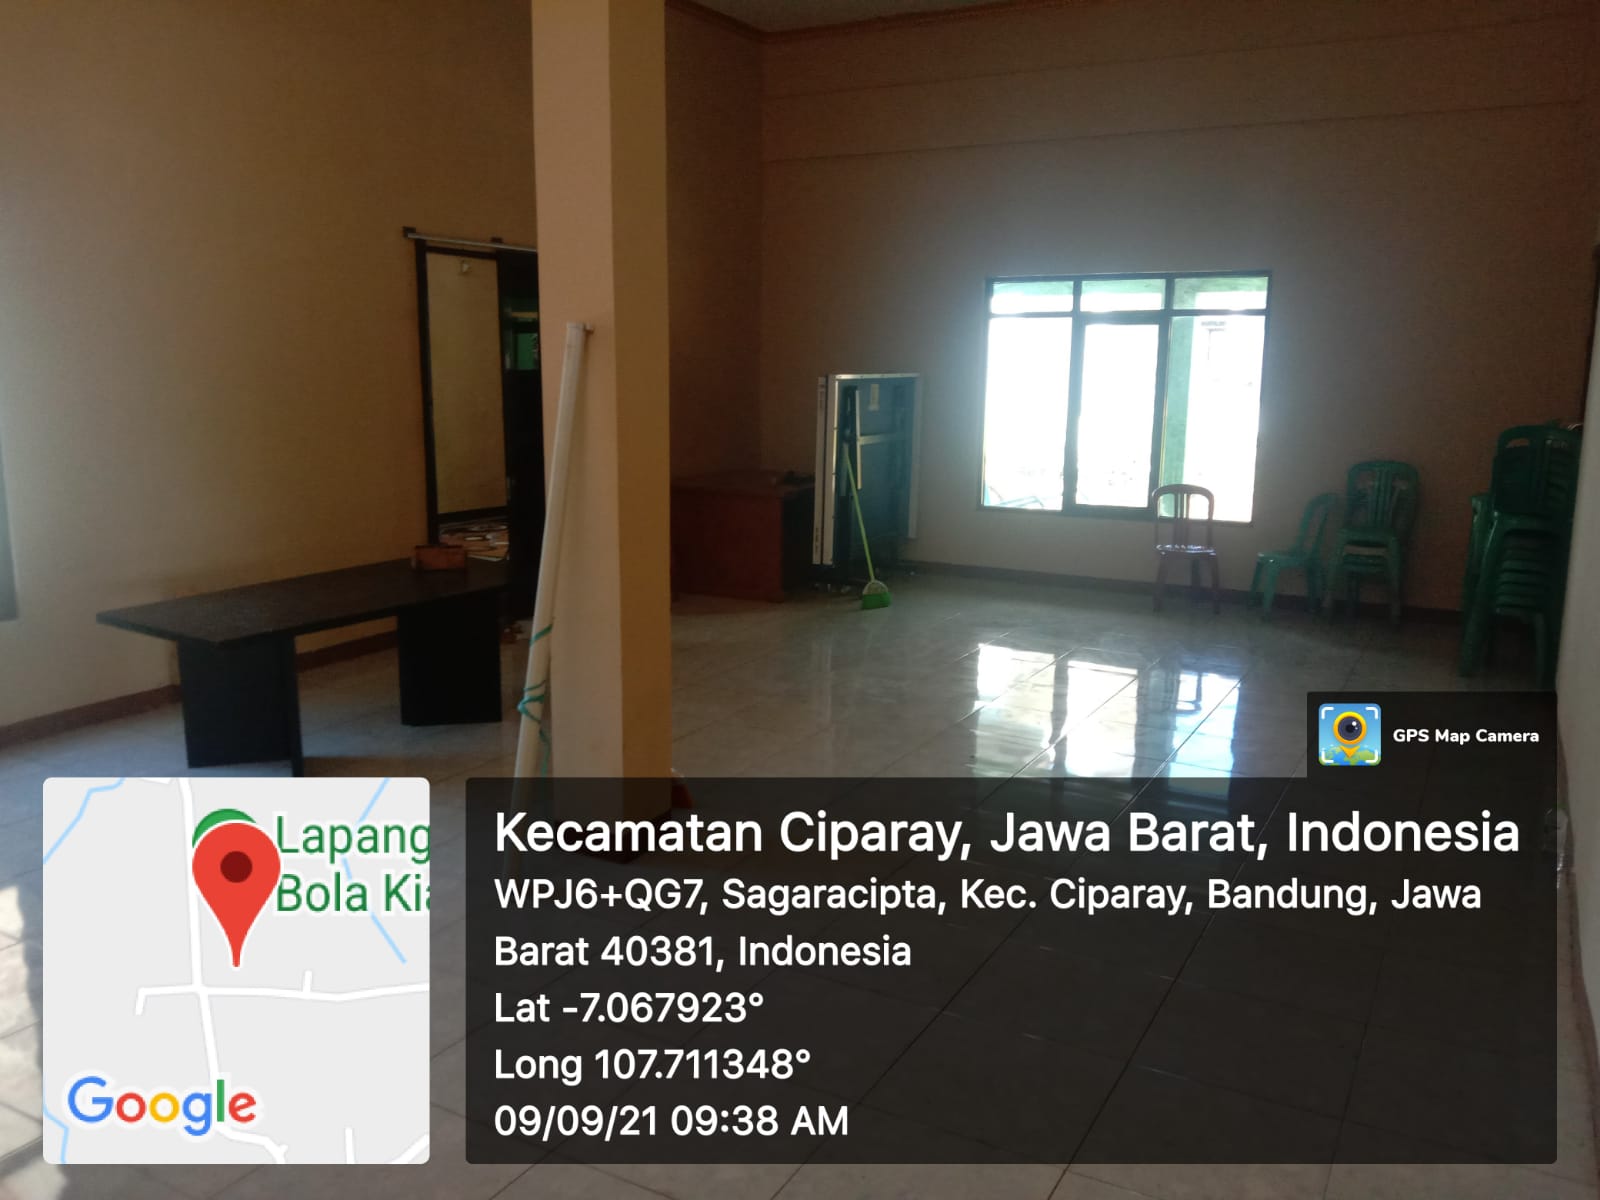 GPS Map Camera
Lapang
Bola Kia
Google
Kecamatan Ciparay, Jawa Barat, Indonesia
WPJ6+QG7, Sagaracipta, Kec. Ciparay, Bandung, Jawa
Barat 40381, Indonesia
Lat -7.067923°
Long 107.711348°
09/09/21 09:38 AM